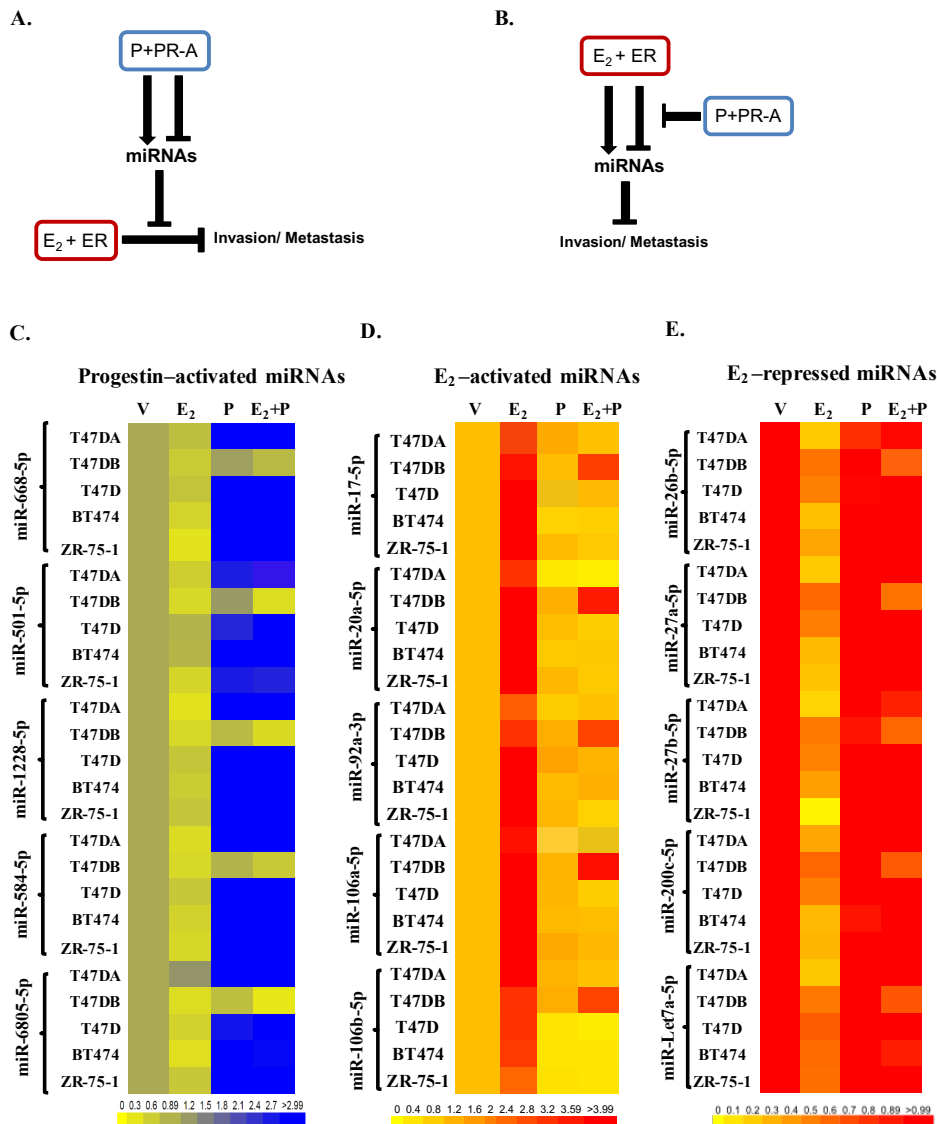 A.
P+PR-A
miRNAs
E₂ + ER
Invasion/ Metastasis
B.
E₂ + ER
P+PR-A
miRNAs
Invasion/ Metastasis
C.
Progestin–activated miRNAs
V E₂ P E₂+P
miR-668-5p
T47DA
T47DB
T47D
BT474
ZR-75-1
miR-501-5p
T47DA
T47DB
T47D
BT474
ZR-75-1
miR-1228-5p
T47DA
T47DB
T47D
BT474
ZR-75-1
miR-584-5p
T47DA
T47DB
T47D
BT474
ZR-75-1
miR-6805-5p
T47DA
T47DB
T47D
BT474
ZR-75-1
0 0.3 0.6 0.89 1.2 1.5 1.8 2.1 2.4 2.7 >2.99
D.
E₂–activated miRNAs
V E₂ P E₂+P
miR-17-5p
T47DA
T47DB
T47D
BT474
ZR-75-1
miR-20a-5p
T47DA
T47DB
T47D
BT474
ZR-75-1
miR-92a-3p
T47DA
T47DB
T47D
BT474
ZR-75-1
miR-106a-5p
T47DA
T47DB
T47D
BT474
ZR-75-1
miR-106b-5p
T47DA
T47DB
T47D
BT474
ZR-75-1
0 0.4 0.8 1.2 1.6 2 2.4 2.8 3.2 3.59 >3.99
E.
E₂–repressed miRNAs
V E₂ P E₂+P
miR-26b-5p
T47DA
T47DB
T47D
BT474
ZR-75-1
miR-27a-5p
T47DA
T47DB
T47D
BT474
ZR-75-1
miR-27b-5p
T47DA
T47DB
T47D
BT474
ZR-75-1
miR-200c-5p
T47DA
T47DB
T47D
BT474
ZR-75-1
miR-Let7a-5p
T47DA
T47DB
T47D
BT474
ZR-75-1
0 0.1 0.2 0.3 0.4 0.5 0.6 0.7 0.8 0.89 >0.99